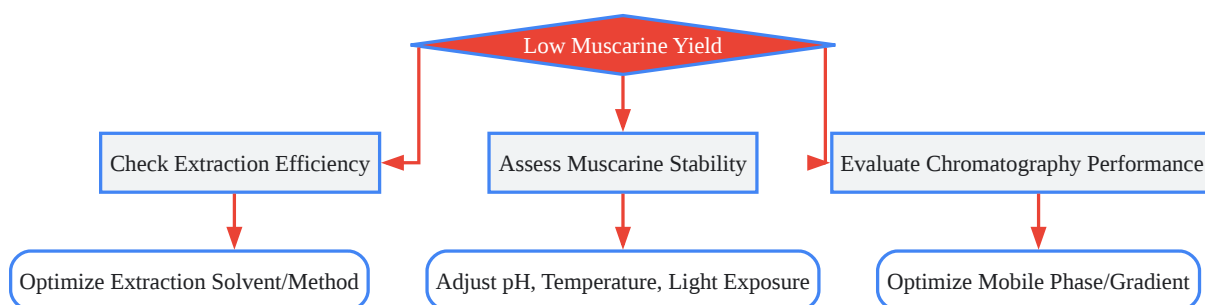 Low Muscarine Yield
Check Extraction Efficiency
Assess Muscarine Stability
Evaluate Chromatography Performance
Optimize Extraction Solvent/Method
Adjust pH, Temperature, Light Exposure
Optimize Mobile Phase/Gradient